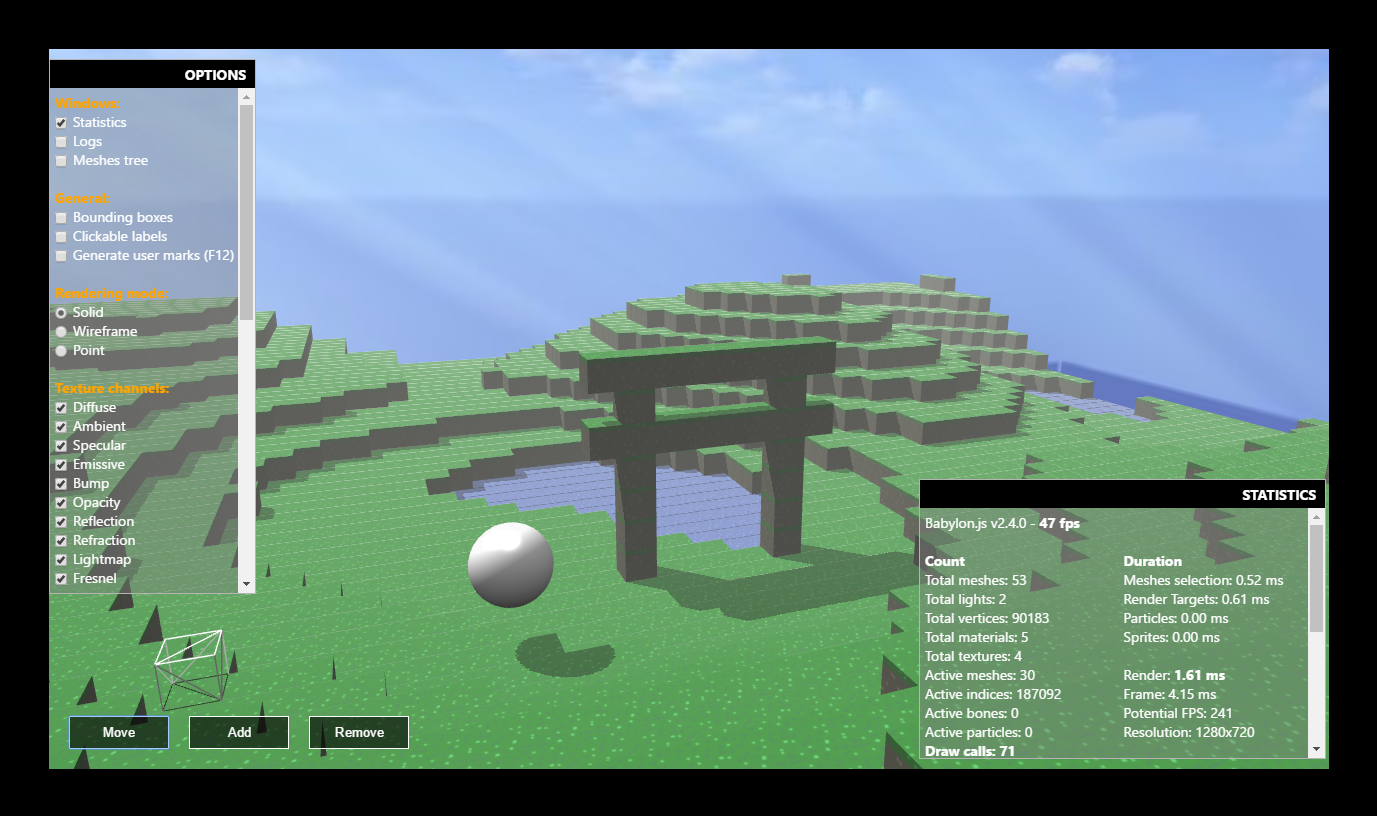 OPTIONS
Windows:
Statistics
Logs
Meshes tree
General:
Bounding boxes
Clickable labels
Generate user marks (F12)
Rendering mode:
Solid
Wireframe
Point
Texture channels:
Diffuse
Ambient
Specular
Emissive
Bump
Opacity
Reflection
Refraction
Lightmap
Fresnel
Move
Add
Remove
STATISTICS
Babylon.js v2.4.0 - 47 fps
Count
Total meshes: 53
Total lights: 2
Total vertices: 90183
Total materials: 5
Total textures: 4
Active meshes: 30
Active indices: 187092
Active bones: 0
Active particles: 0
Draw calls: 71
Duration
Meshes selection: 0.52 ms
Render Targets: 0.61 ms
Particles: 0.00 ms
Sprites: 0.00 ms
Render: 1.61 ms
Frame: 4.15 ms
Potential FPS: 241
Resolution: 1280x720